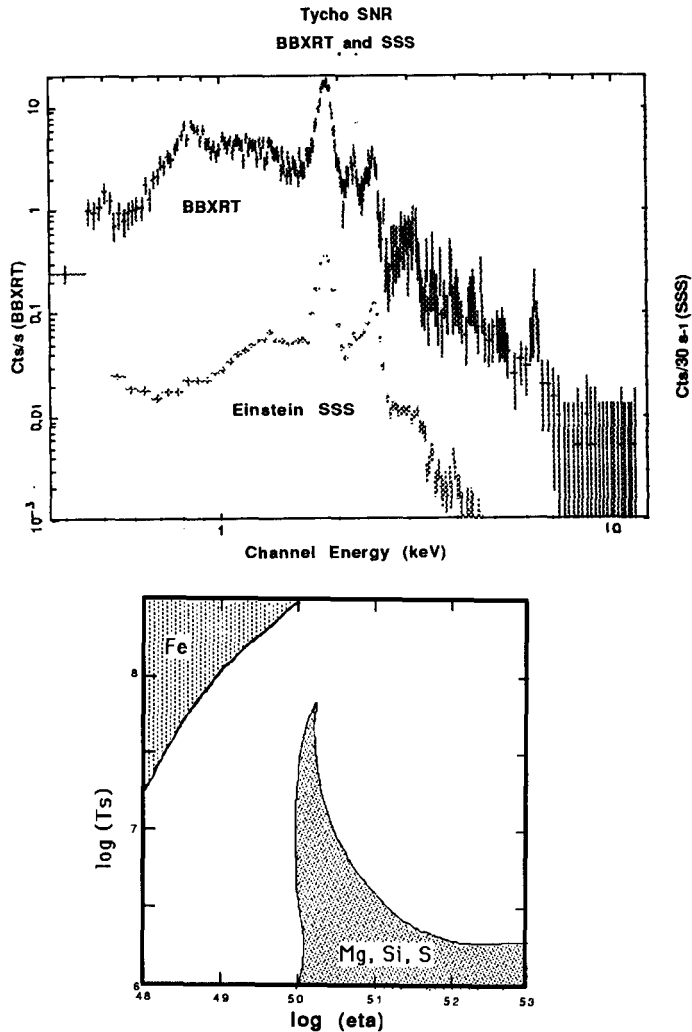 Tycho SNR
BBXRT and SSS
10
1
0.1
0.01
10⁻³
Cts/s (BBXRT)
Cts/30 s-1 (SSS)
BBXRT
Einstein SSS
1
10
Channel Energy (keV)
8
7
6
log (Ts)
Fe
Mg, Si, S
48
49
50
51
52
53
log (eta)